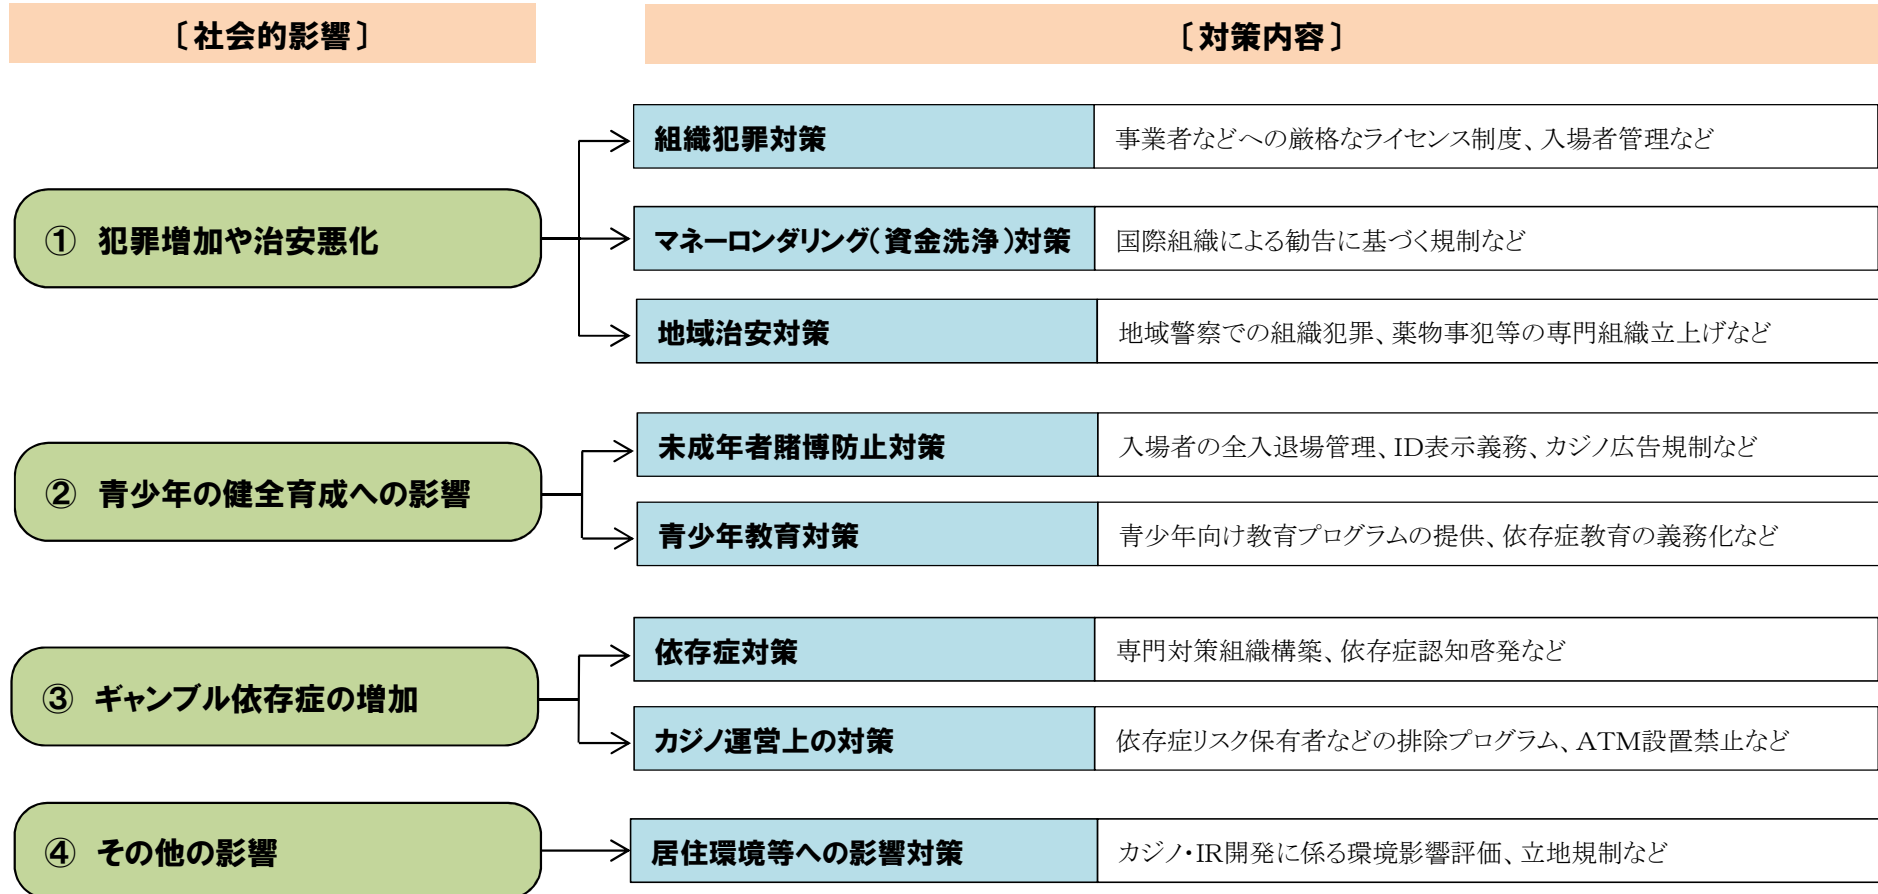 〔社会的影響〕
〔対策内容〕
① 犯罪増加や治安悪化
組織犯罪対策
事業者などへの厳格なライセンス制度、入場者管理など
マネーロンダリング(資金洗浄)対策
国際組織による勧告に基づく規制など
地域治安対策
地域警察での組織犯罪、薬物事犯等の専門組織立上げなど
② 青少年の健全育成への影響
未成年者賭博防止対策
入場者の全入退場管理、ID表示義務、カジノ広告規制など
青少年教育対策
青少年向け教育プログラムの提供、依存症教育の義務化など
③ ギャンブル依存症の増加
依存症対策
専門対策組織構築、依存症認知啓発など
カジノ運営上の対策
依存症リスク保有者などの排除プログラム、ATM設置禁止など
④ その他の影響
居住環境等への影響対策
カジノ・IR開発に係る環境影響評価、立地規制など